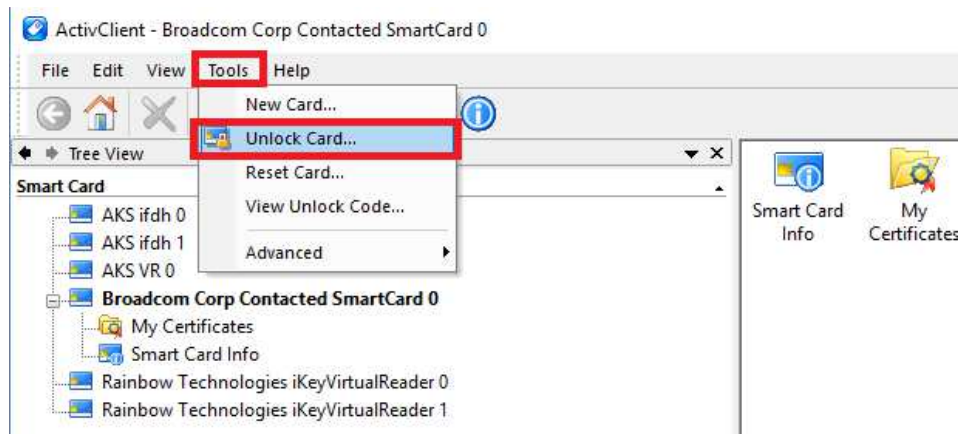 ActivClient - Broadcom Corp Contacted SmartCard 0
File Edit View Tools Help
New Card...
Unlock Card...
Reset Card...
View Unlock Code...
Advanced
Tree View
Smart Card
AKS ifdh 0
AKS ifdh 1
AKS VR 0
Broadcom Corp Contacted SmartCard 0
My Certificates
Smart Card Info
Rainbow Technologies iKeyVirtualReader 0
Rainbow Technologies iKeyVirtualReader 1
Smart Card
Info
My
Certificates